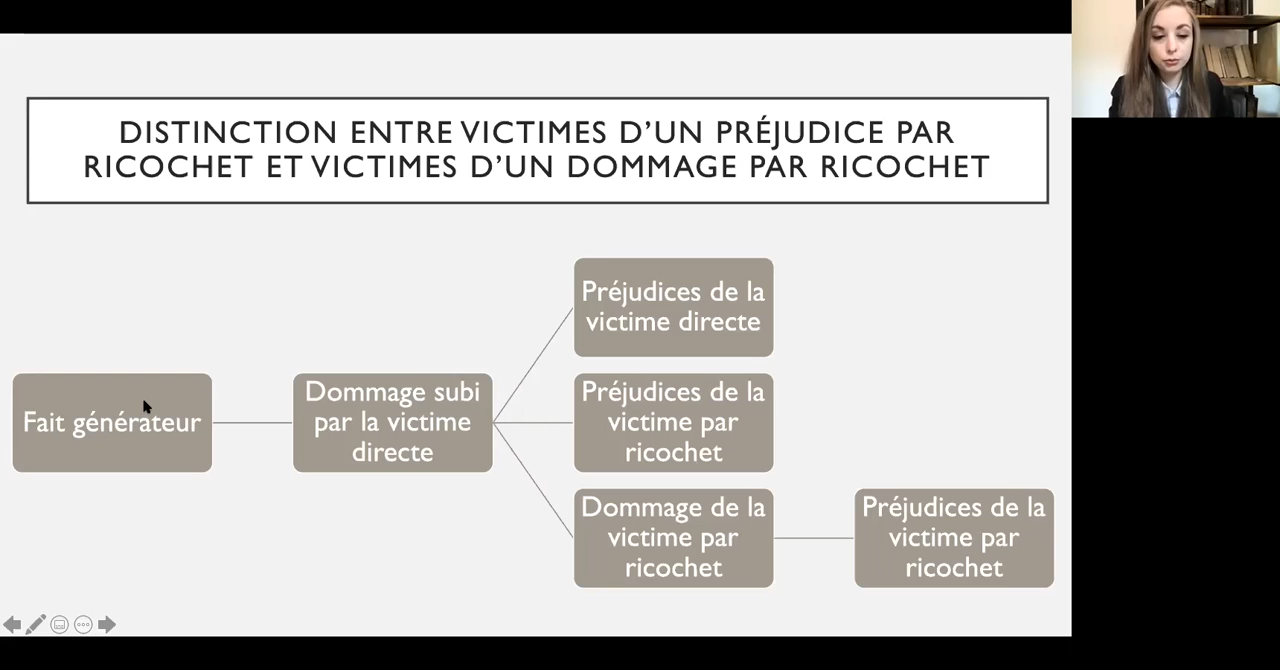 DISTINCTION ENTRE VICTIMES D'UN PRÉJUDICE PAR
RICOCHET ET VICTIMES D'UN DOMMAGE PAR RICOCHET
Préjudices de la
victime directe
Fait générateur
Dommage subi
par la victime
directe
Préjudices de la
victime par
ricochet
Dommage de la
victime par
ricochet
Préjudices de la
victime par
ricochet